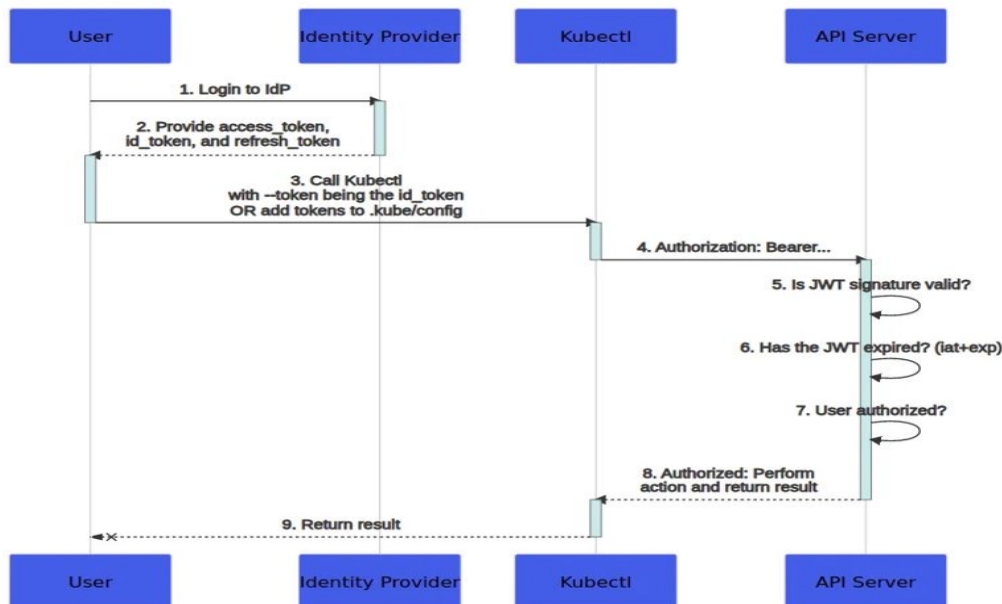 User
Identity Provider
Kubectl
API Server
1. Login to IdP
2. Provide access_token,
id_token, and refresh_token
3. Call Kubectl
with --token being the id_token
OR add tokens to .kube/config
4. Authorization: Bearer...
5. Is JWT signature valid?
6. Has the JWT expired? (iat+exp)
7. User authorized?
8. Authorized: Perform
action and return result
9. Return result
User
Identity Provider
Kubectl
API Server